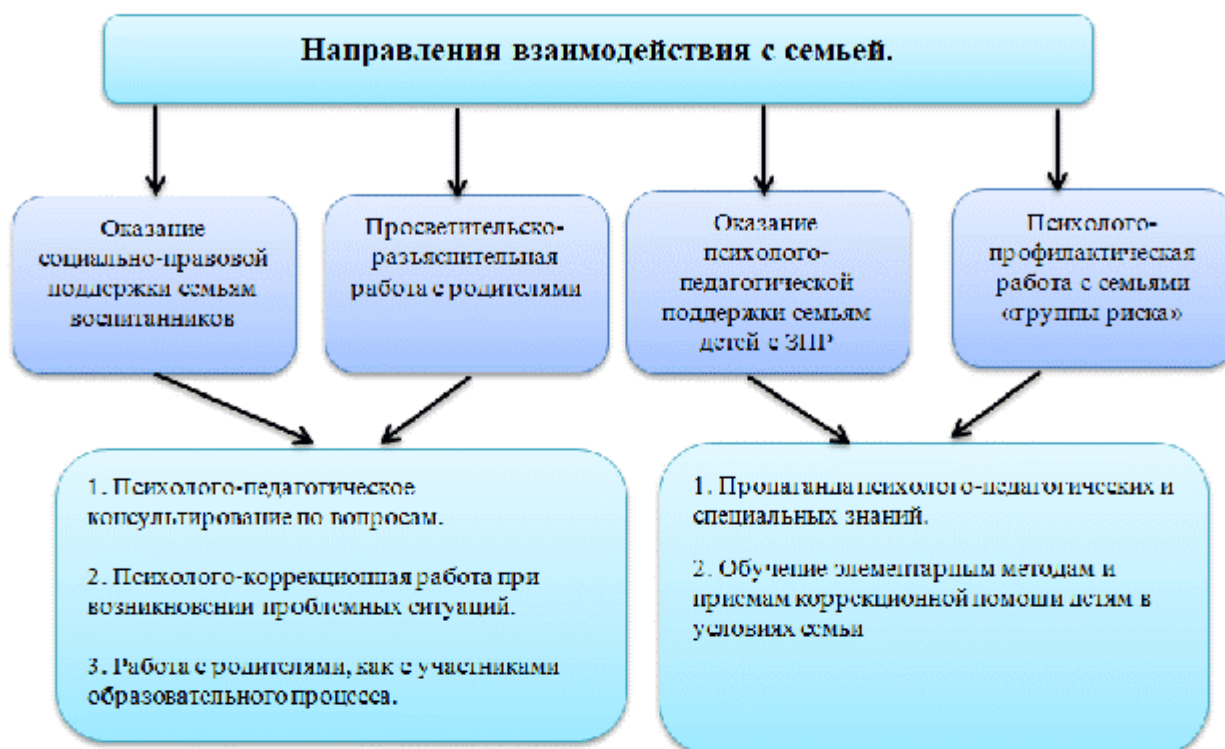 Направления взаимодействия с семьей.
Оказание
социально-правовой
поддержки семьям
воспитанников
Просветительско-
разъяснительная
работа с родителями
Оказание
психолого-
педагогической
поддержки семьям
детей с ЗПР
Психолого-
профилактическая
работа с семьями
«группы риска»
1. Психолого-педагогическое
консультирование по вопросам.
2. Психолого-коррекционная работа при
возникновении проблемных ситуаций.
3. Работа с родителями, как с участниками
образовательного процесса.
1. Пропаганда психолого-педагогических и
специальных знаний.
2. Обучение элементарным методам и
приемам коррекционной помощи детям в
условиях семьи